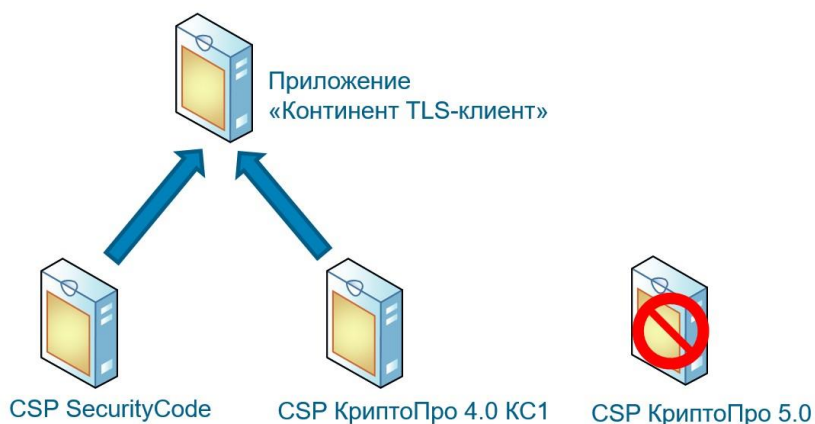 Приложение
«Континент TLS-клиент»
CSP SecurityCode
CSP КриптоПро 4.0 КС1
CSP КриптоПро 5.0